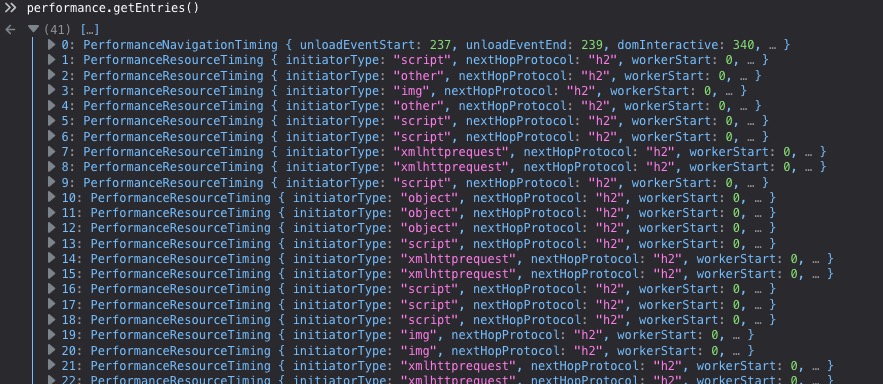 >> performance.getEntries()
← ▼ (41) […]
▶ 0: PerformanceNavigationTiming { unloadEventStart: 237, unloadEventEnd: 239, domInteractive: 340, … }
▶ 1: PerformanceResourceTiming { initiatorType: "script", nextHopProtocol: "h2", workerStart: 0, … }
▶ 2: PerformanceResourceTiming { initiatorType: "other", nextHopProtocol: "h2", workerStart: 0, … }
▶ 3: PerformanceResourceTiming { initiatorType: "img", nextHopProtocol: "h2", workerStart: 0, … }
▶ 4: PerformanceResourceTiming { initiatorType: "other", nextHopProtocol: "h2", workerStart: 0, … }
▶ 5: PerformanceResourceTiming { initiatorType: "script", nextHopProtocol: "h2", workerStart: 0, … }
▶ 6: PerformanceResourceTiming { initiatorType: "script", nextHopProtocol: "h2", workerStart: 0, … }
▶ 7: PerformanceResourceTiming { initiatorType: "xmlhttprequest", nextHopProtocol: "h2", workerStart: 0, … }
▶ 8: PerformanceResourceTiming { initiatorType: "xmlhttprequest", nextHopProtocol: "h2", workerStart: 0, … }
▶ 9: PerformanceResourceTiming { initiatorType: "script", nextHopProtocol: "h2", workerStart: 0, … }
▶ 10: PerformanceResourceTiming { initiatorType: "object", nextHopProtocol: "h2", workerStart: 0, … }
▶ 11: PerformanceResourceTiming { initiatorType: "object", nextHopProtocol: "h2", workerStart: 0, … }
▶ 12: PerformanceResourceTiming { initiatorType: "object", nextHopProtocol: "h2", workerStart: 0, … }
▶ 13: PerformanceResourceTiming { initiatorType: "script", nextHopProtocol: "h2", workerStart: 0, … }
▶ 14: PerformanceResourceTiming { initiatorType: "xmlhttprequest", nextHopProtocol: "h2", workerStart: 0, … }
▶ 15: PerformanceResourceTiming { initiatorType: "xmlhttprequest", nextHopProtocol: "h2", workerStart: 0, … }
▶ 16: PerformanceResourceTiming { initiatorType: "script", nextHopProtocol: "h2", workerStart: 0, … }
▶ 17: PerformanceResourceTiming { initiatorType: "script", nextHopProtocol: "h2", workerStart: 0, … }
▶ 18: PerformanceResourceTiming { initiatorType: "script", nextHopProtocol: "h2", workerStart: 0, … }
▶ 19: PerformanceResourceTiming { initiatorType: "img", nextHopProtocol: "h2", workerStart: 0, … }
▶ 20: PerformanceResourceTiming { initiatorType: "img", nextHopProtocol: "h2", workerStart: 0, … }
▶ 21: PerformanceResourceTiming { initiatorType: "xmlhttprequest", nextHopProtocol: "h2", workerStart: 0, … }
▶ 22: PerformanceResourceTiming { initiatorType: "xmlhttprequest", nextHopProtocol: "h2", workerStart: 0, … }